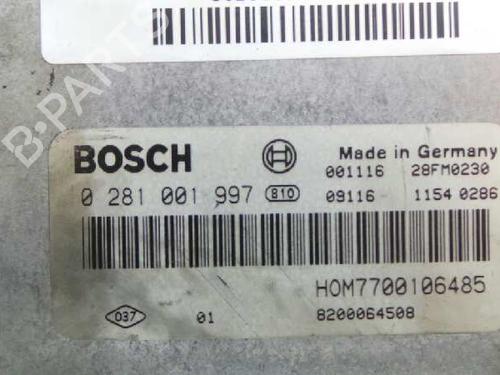 B-PARTS
BOSCH
Made in Germany
001116 28FM0230
0 281 001 997 810 09116 1154 0286
HOM7700106485
037 01 8200064508